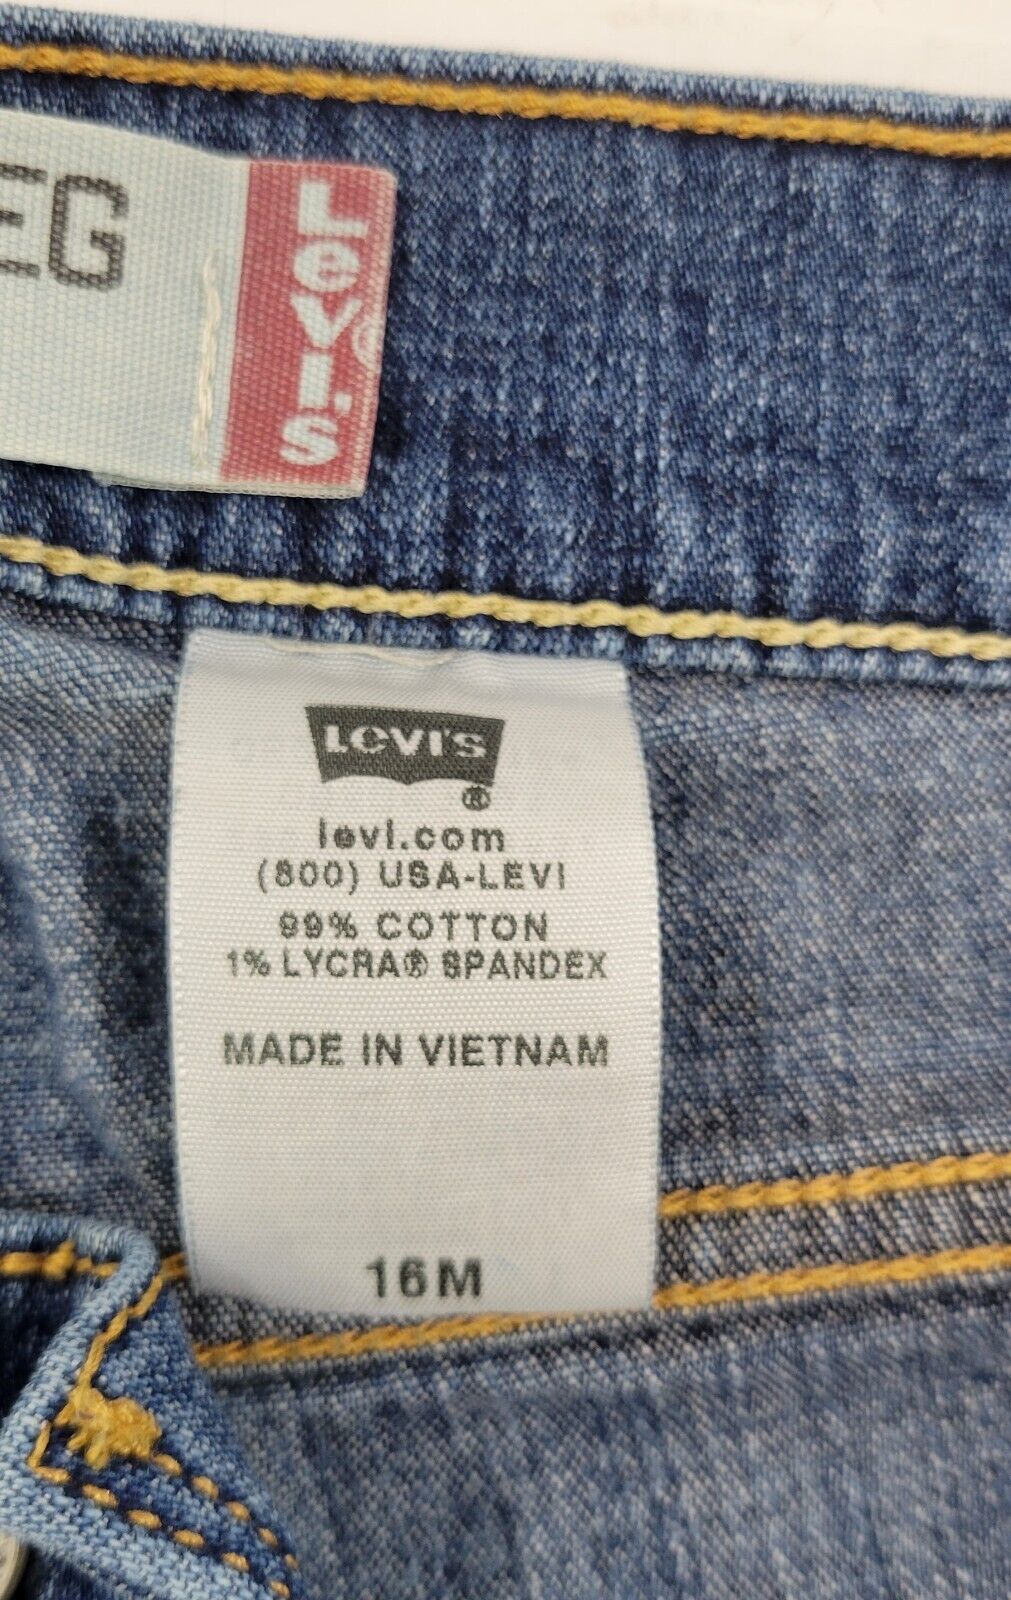 EG
Levi's
LEVI'S
®
levi.com
(800) USA-LEVI
99% COTTON
1% LYCRA® SPANDEX
MADE IN VIETNAM
16M